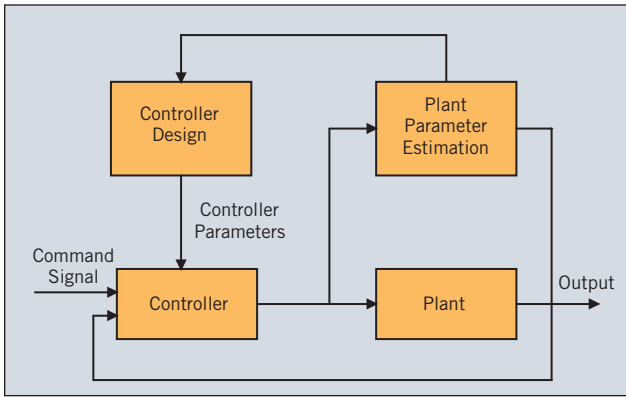 Controller
Design
Plant
Parameter
Estimation
Controller
Parameters
Command
Signal
Controller
Plant
Output